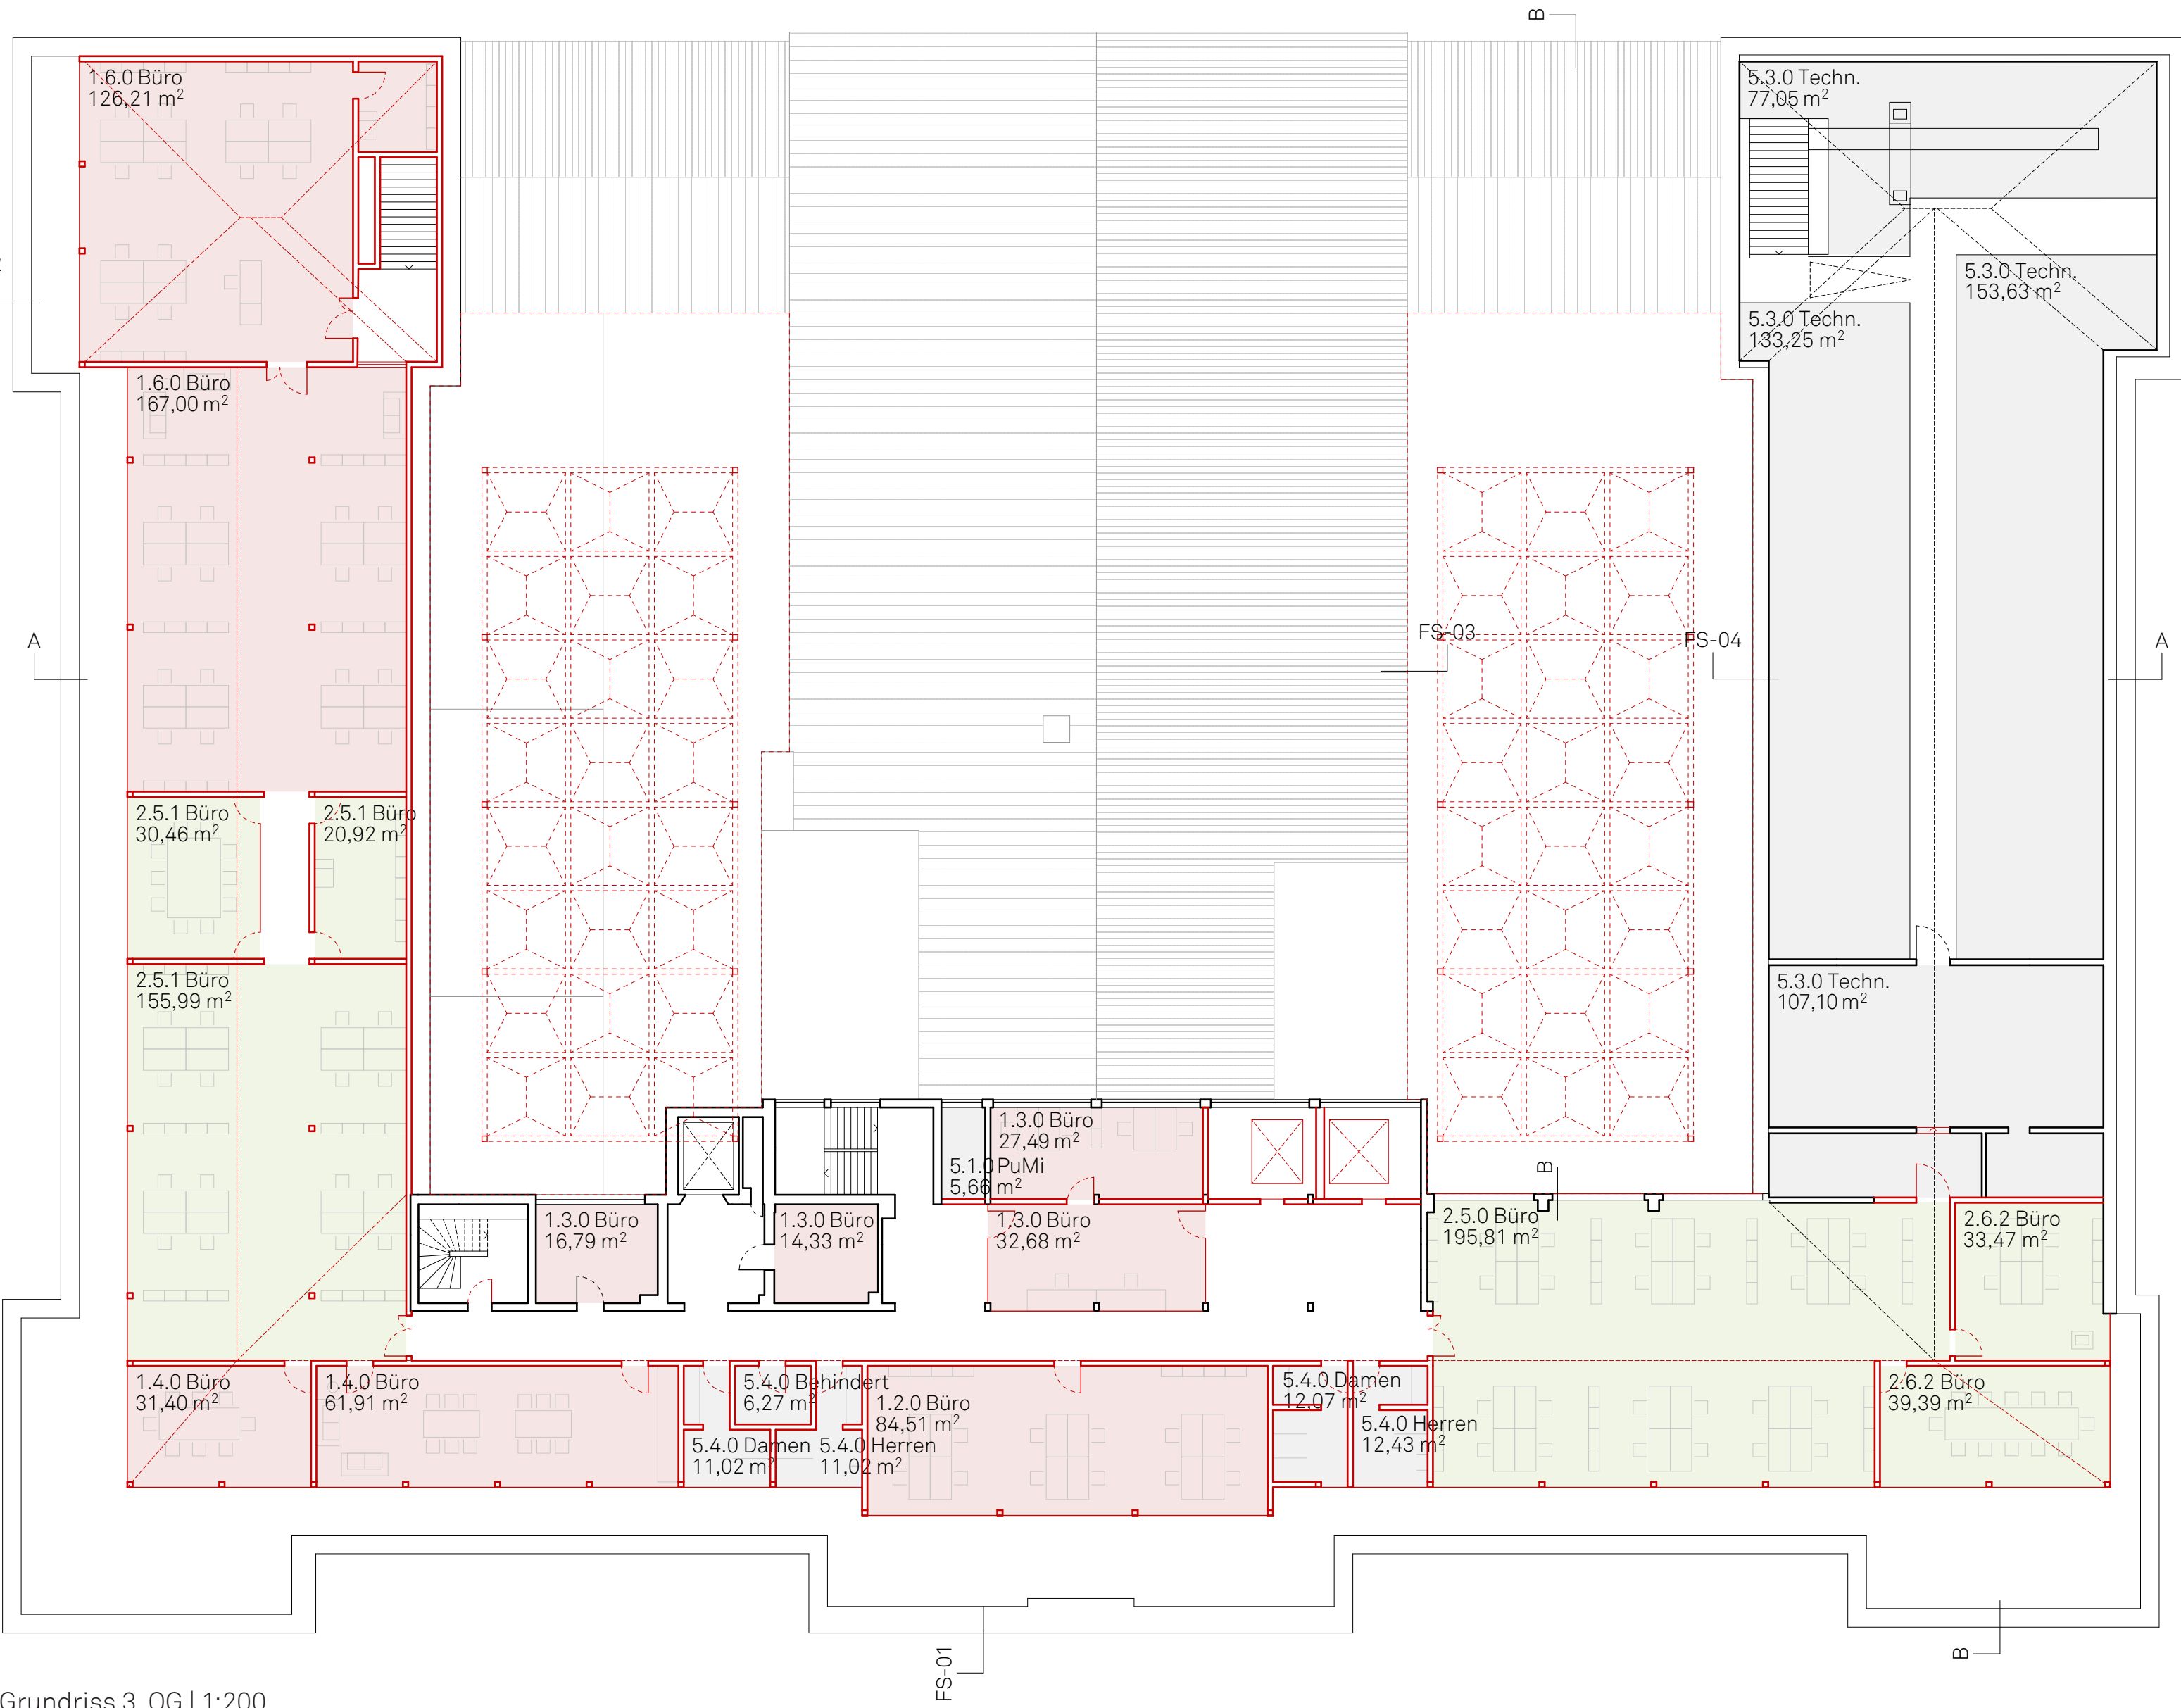 B
1.6.0 Büro
126,21 m²
5.3.0 Techn.
77,05 m²
5.3.0 Techn.
153,63 m²
5.3.0 Techn.
133,25 m²
1.6.0 Büro
167,00 m²
A
FS-03
FS-04
A
2.5.1 Büro
30,46 m²
2.5.1 Büro
20,92 m²
2.5.1 Büro
155,99 m²
5.3.0 Techn.
107,10 m²
1.3.0 Büro
27,49 m²
5.1.0 PuMi
5,66 m²
B
1.3.0 Büro
16,79 m²
1.3.0 Büro
14,33 m²
1.3.0 Büro
32,68 m²
2.5.0 Büro
195,81 m²
2.6.2 Büro
33,47 m²
1.4.0 Büro
31,40 m²
1.4.0 Büro
61,91 m²
5.4.0 Behindert
6,27 m²
1.2.0 Büro
84,51 m²
5.4.0 Damen
12,07 m²
2.6.2 Büro
39,39 m²
5.4.0 Damen
11,02 m²
5.4.0 Herren
11,02 m²
5.4.0 Herren
12,43 m²
FS-01
B
Grundriss 3. OG | 1:200